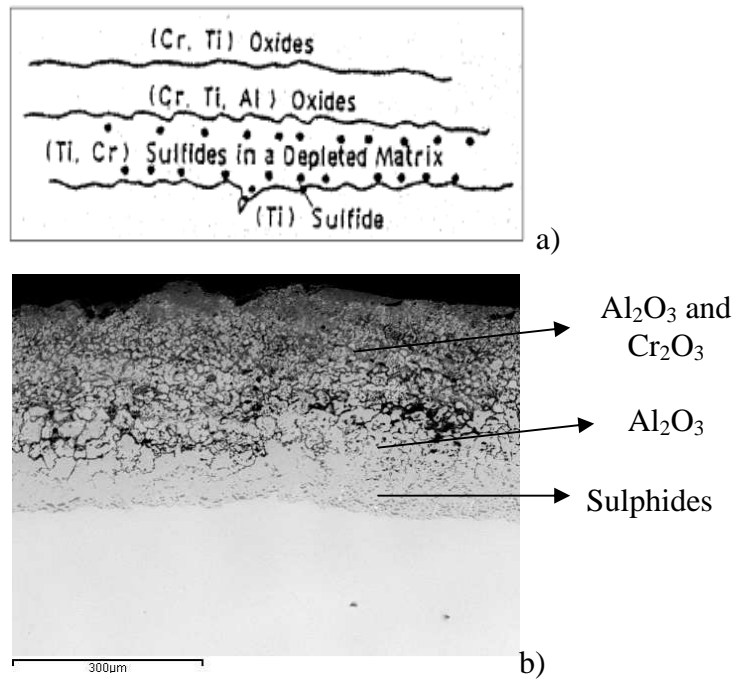 (Cr, Ti) Oxides
(Cr, Ti, Al) Oxides
(Ti, Cr) Sulfides in a Depleted Matrix
(Ti) Sulfide
a)
Al₂O₃ and
Cr₂O₃
Al₂O₃
Sulphides
300µm
b)